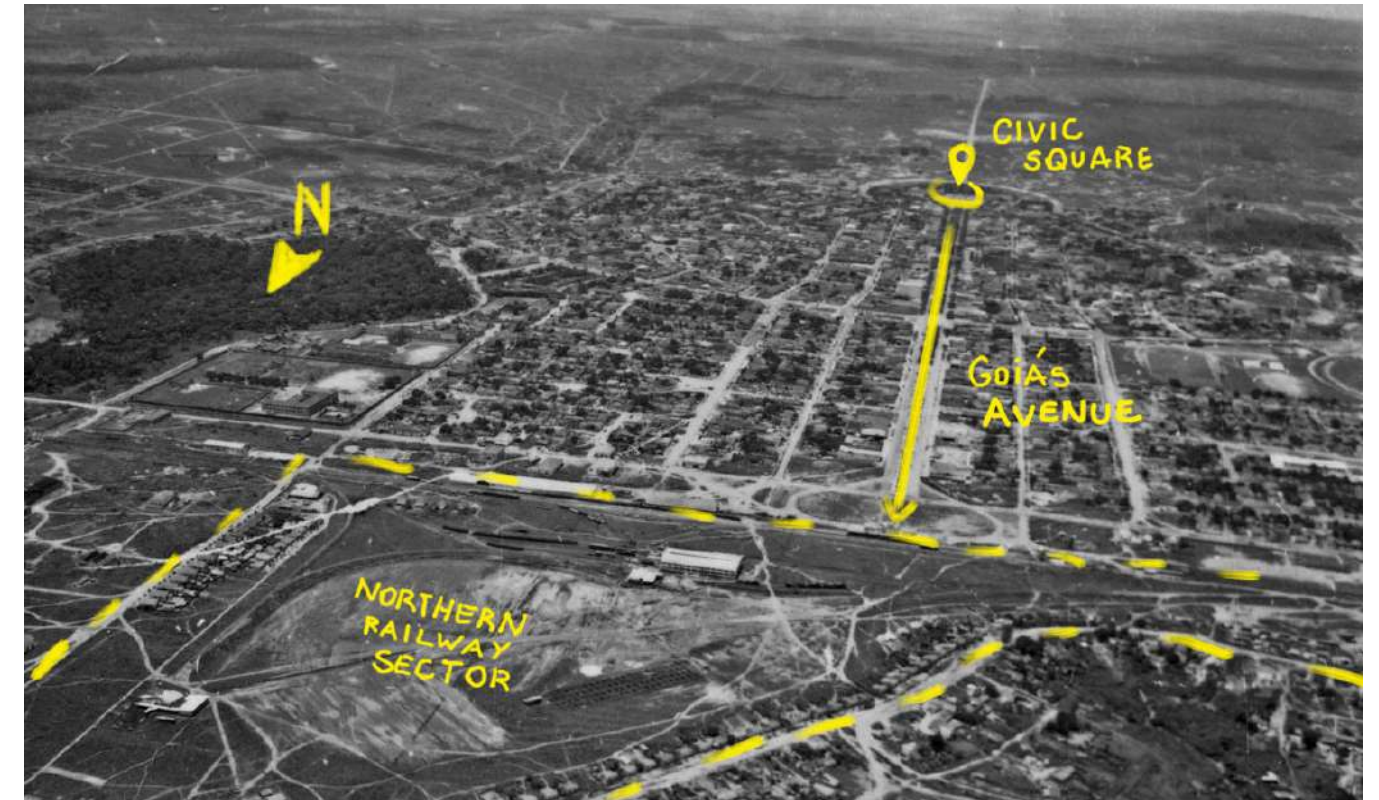 N
CIVIC
SQUARE
GOIÁS
AVENUE
NORTHERN
RAILWAY
SECTOR